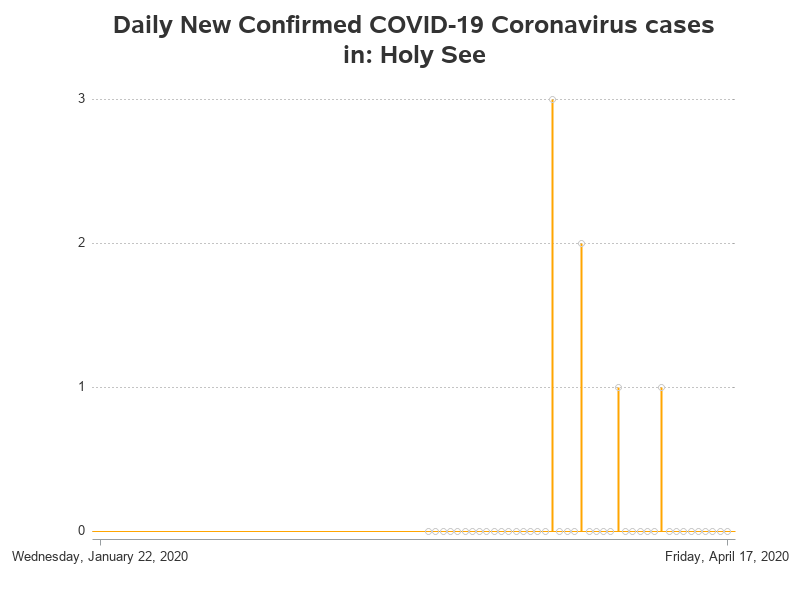 Daily New Confirmed COVID-19 Coronavirus cases
in: Holy See
3
2
1
0
Wednesday, January 22, 2020
Friday, April 17, 2020